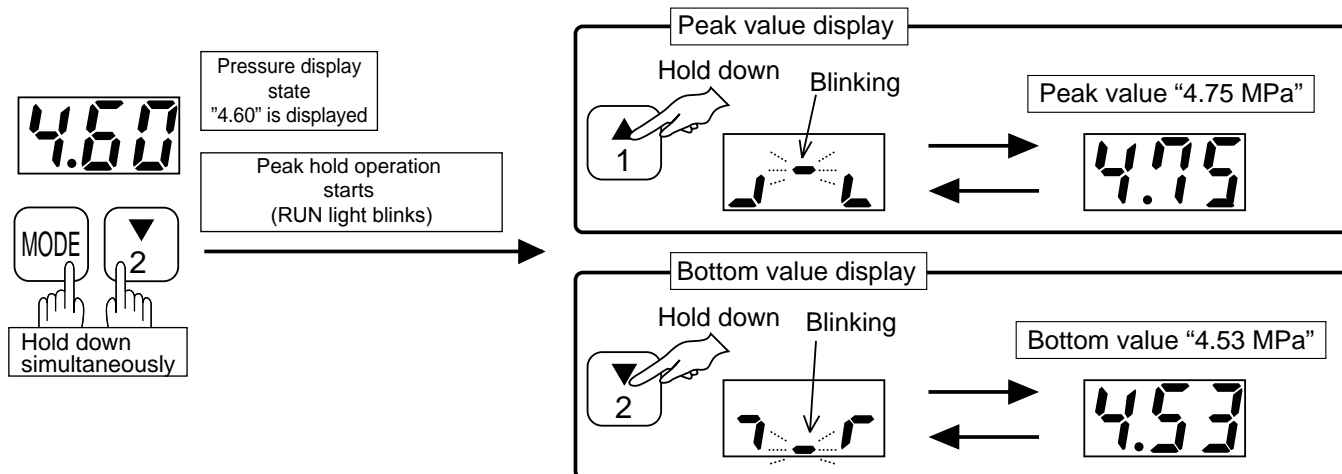 4.60
Pressure display
state
”4.60” is displayed
Peak hold operation
starts
(RUN light blinks)
MODE
▼
2
Hold down
simultaneously
Peak value display
Hold down
Blinking
▲
1
Peak value “4.75 MPa”
4.75
Bottom value display
Hold down
Blinking
▼
2
Bottom value “4.53 MPa”
4.53